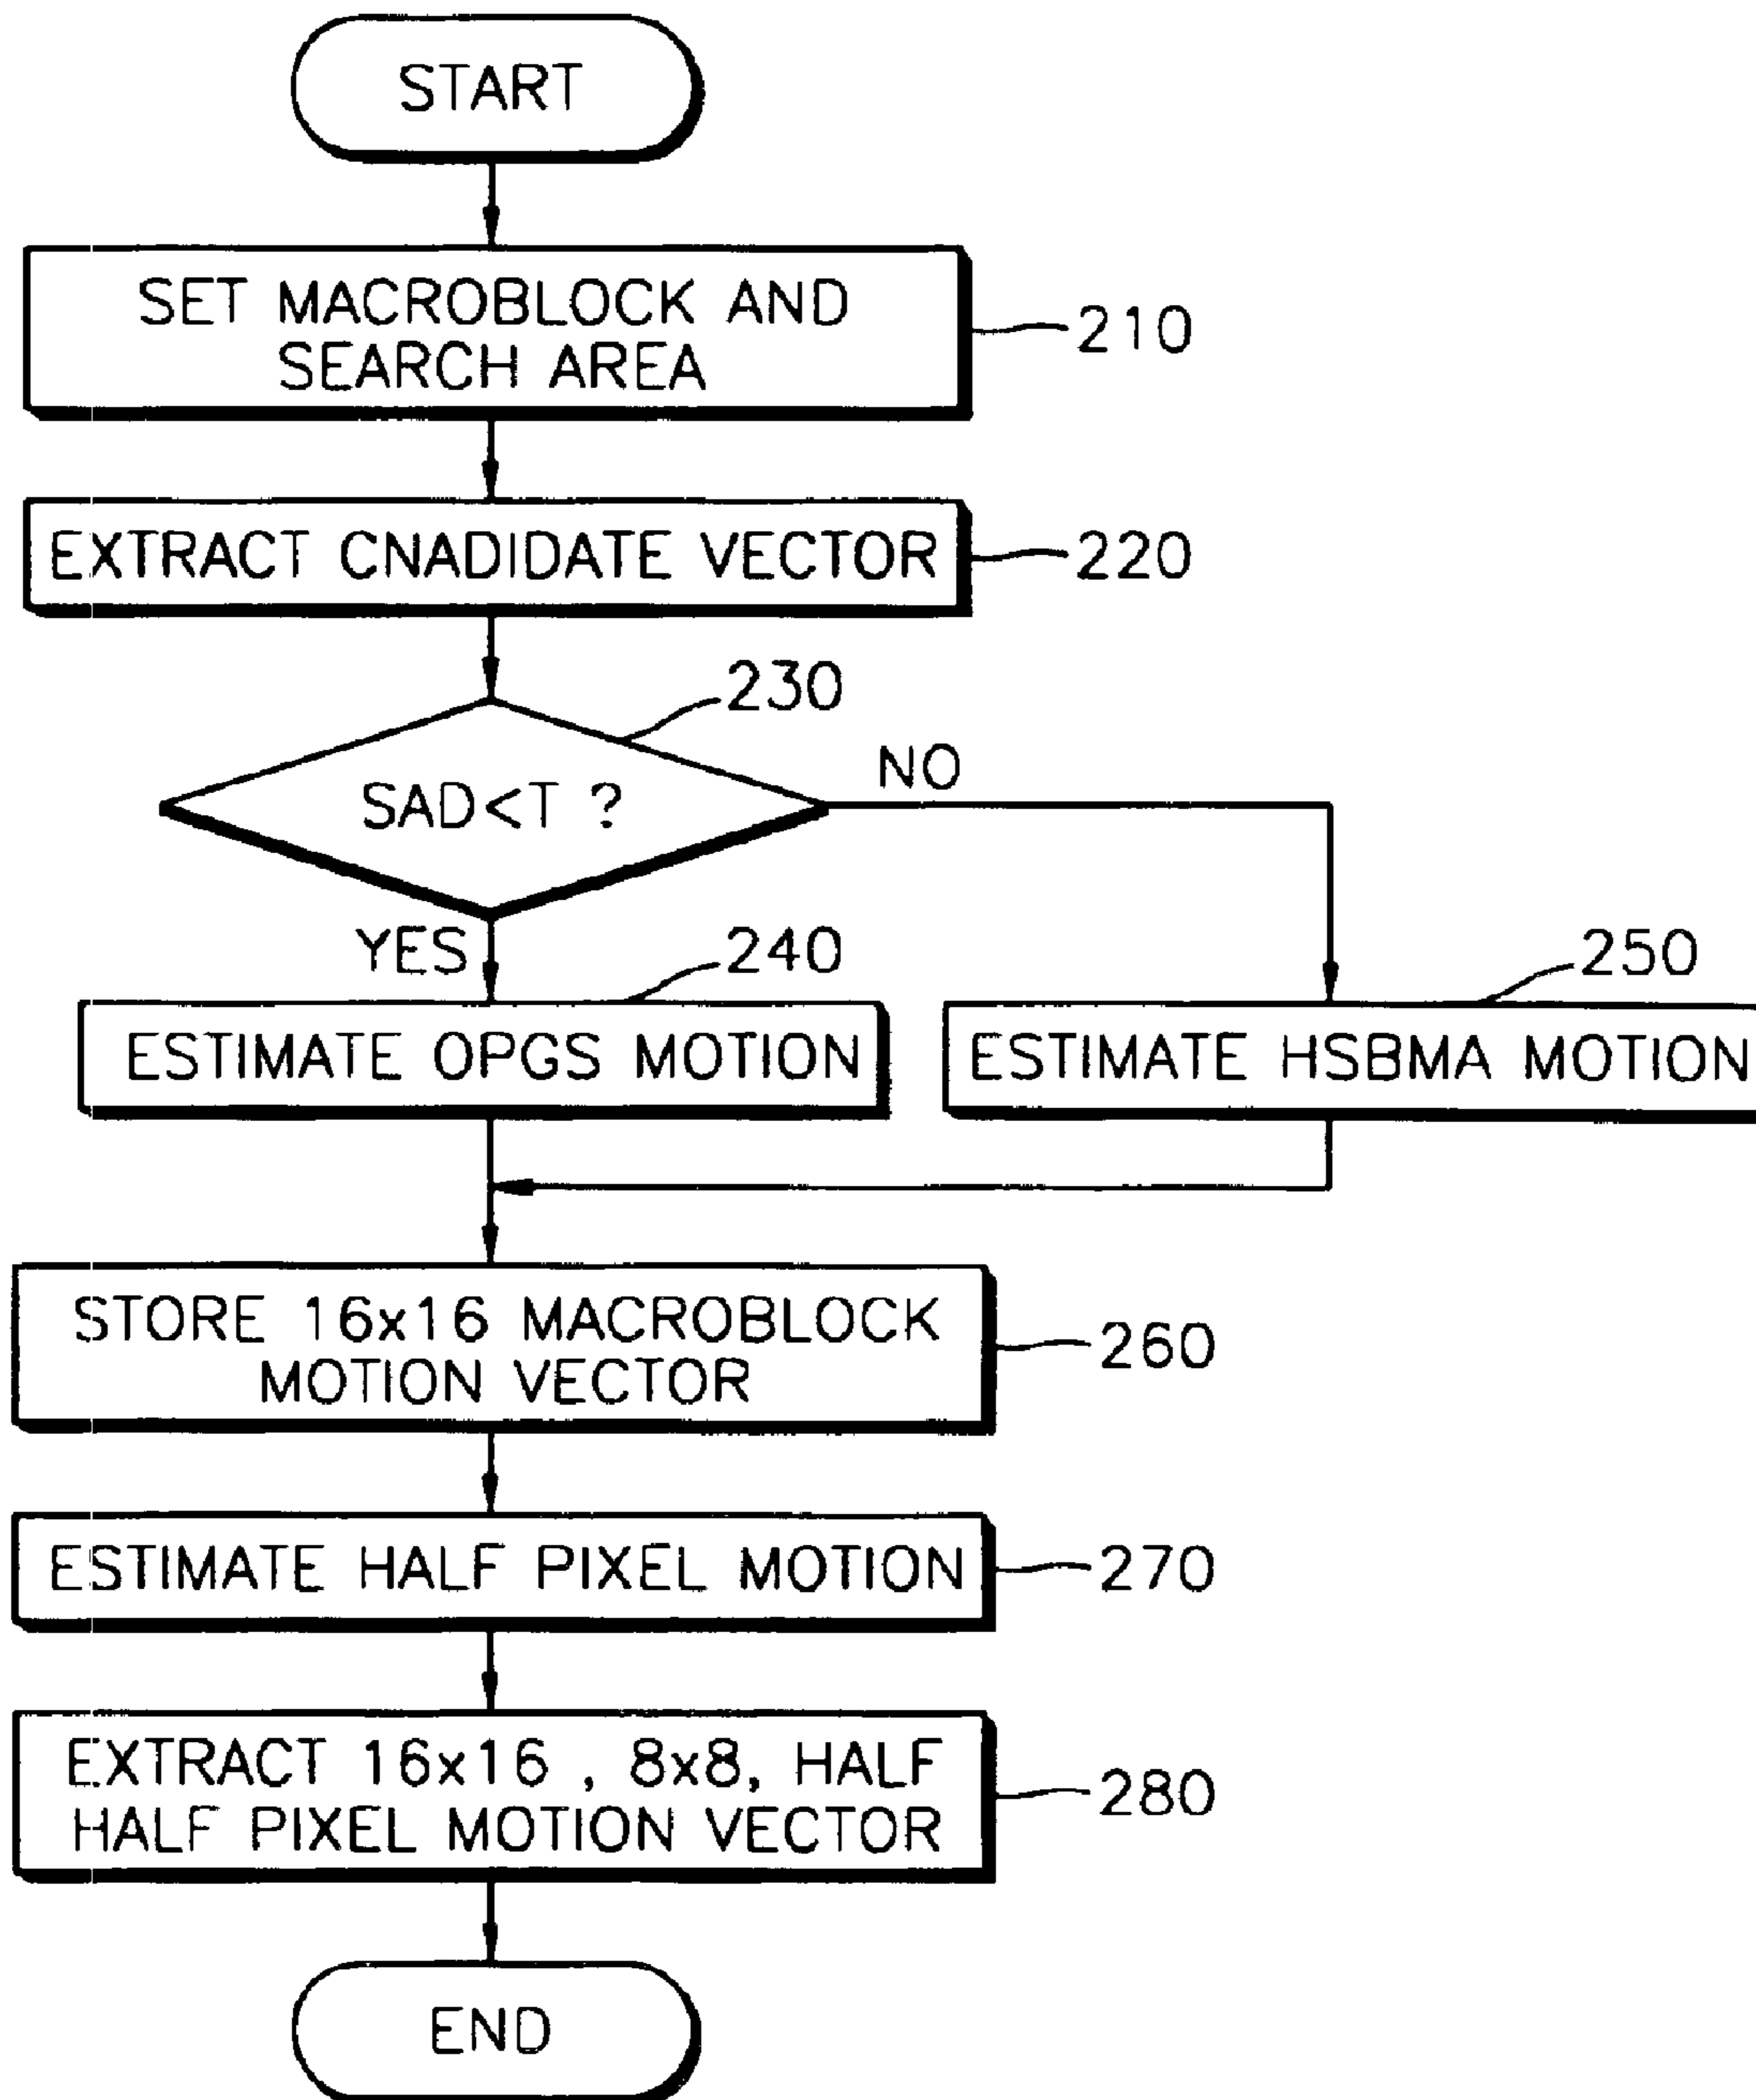 START
SET MACROBLOCK AND
SEARCH AREA
210
EXTRACT CNADIDATE VECTOR
220
230
SAD<T ?
NO
YES
240
250
ESTIMATE OPGS MOTION
ESTIMATE HSBMA MOTION
STORE 16x16 MACROBLOCK
MOTION VECTOR
260
ESTIMATE HALF PIXEL MOTION
270
EXTRACT 16x16 , 8x8, HALF
HALF PIXEL MOTION VECTOR
280
END